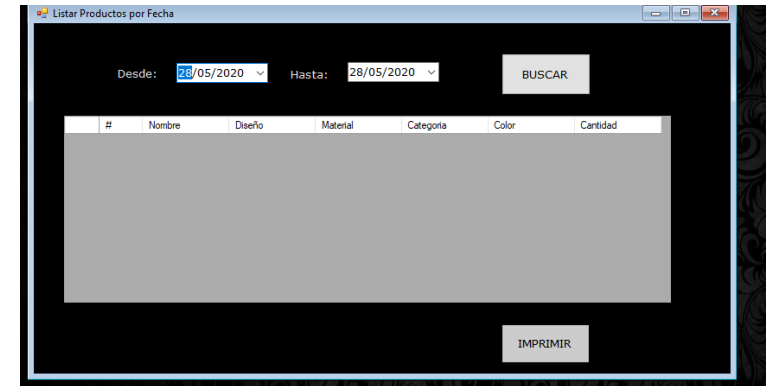 Listar Productos por Fecha
Desde: 28/05/2020 Hasta: 28/05/2020 BUSCAR
# Nombre Diseño Material Categoria Color Cantidad
IMPRIMIR